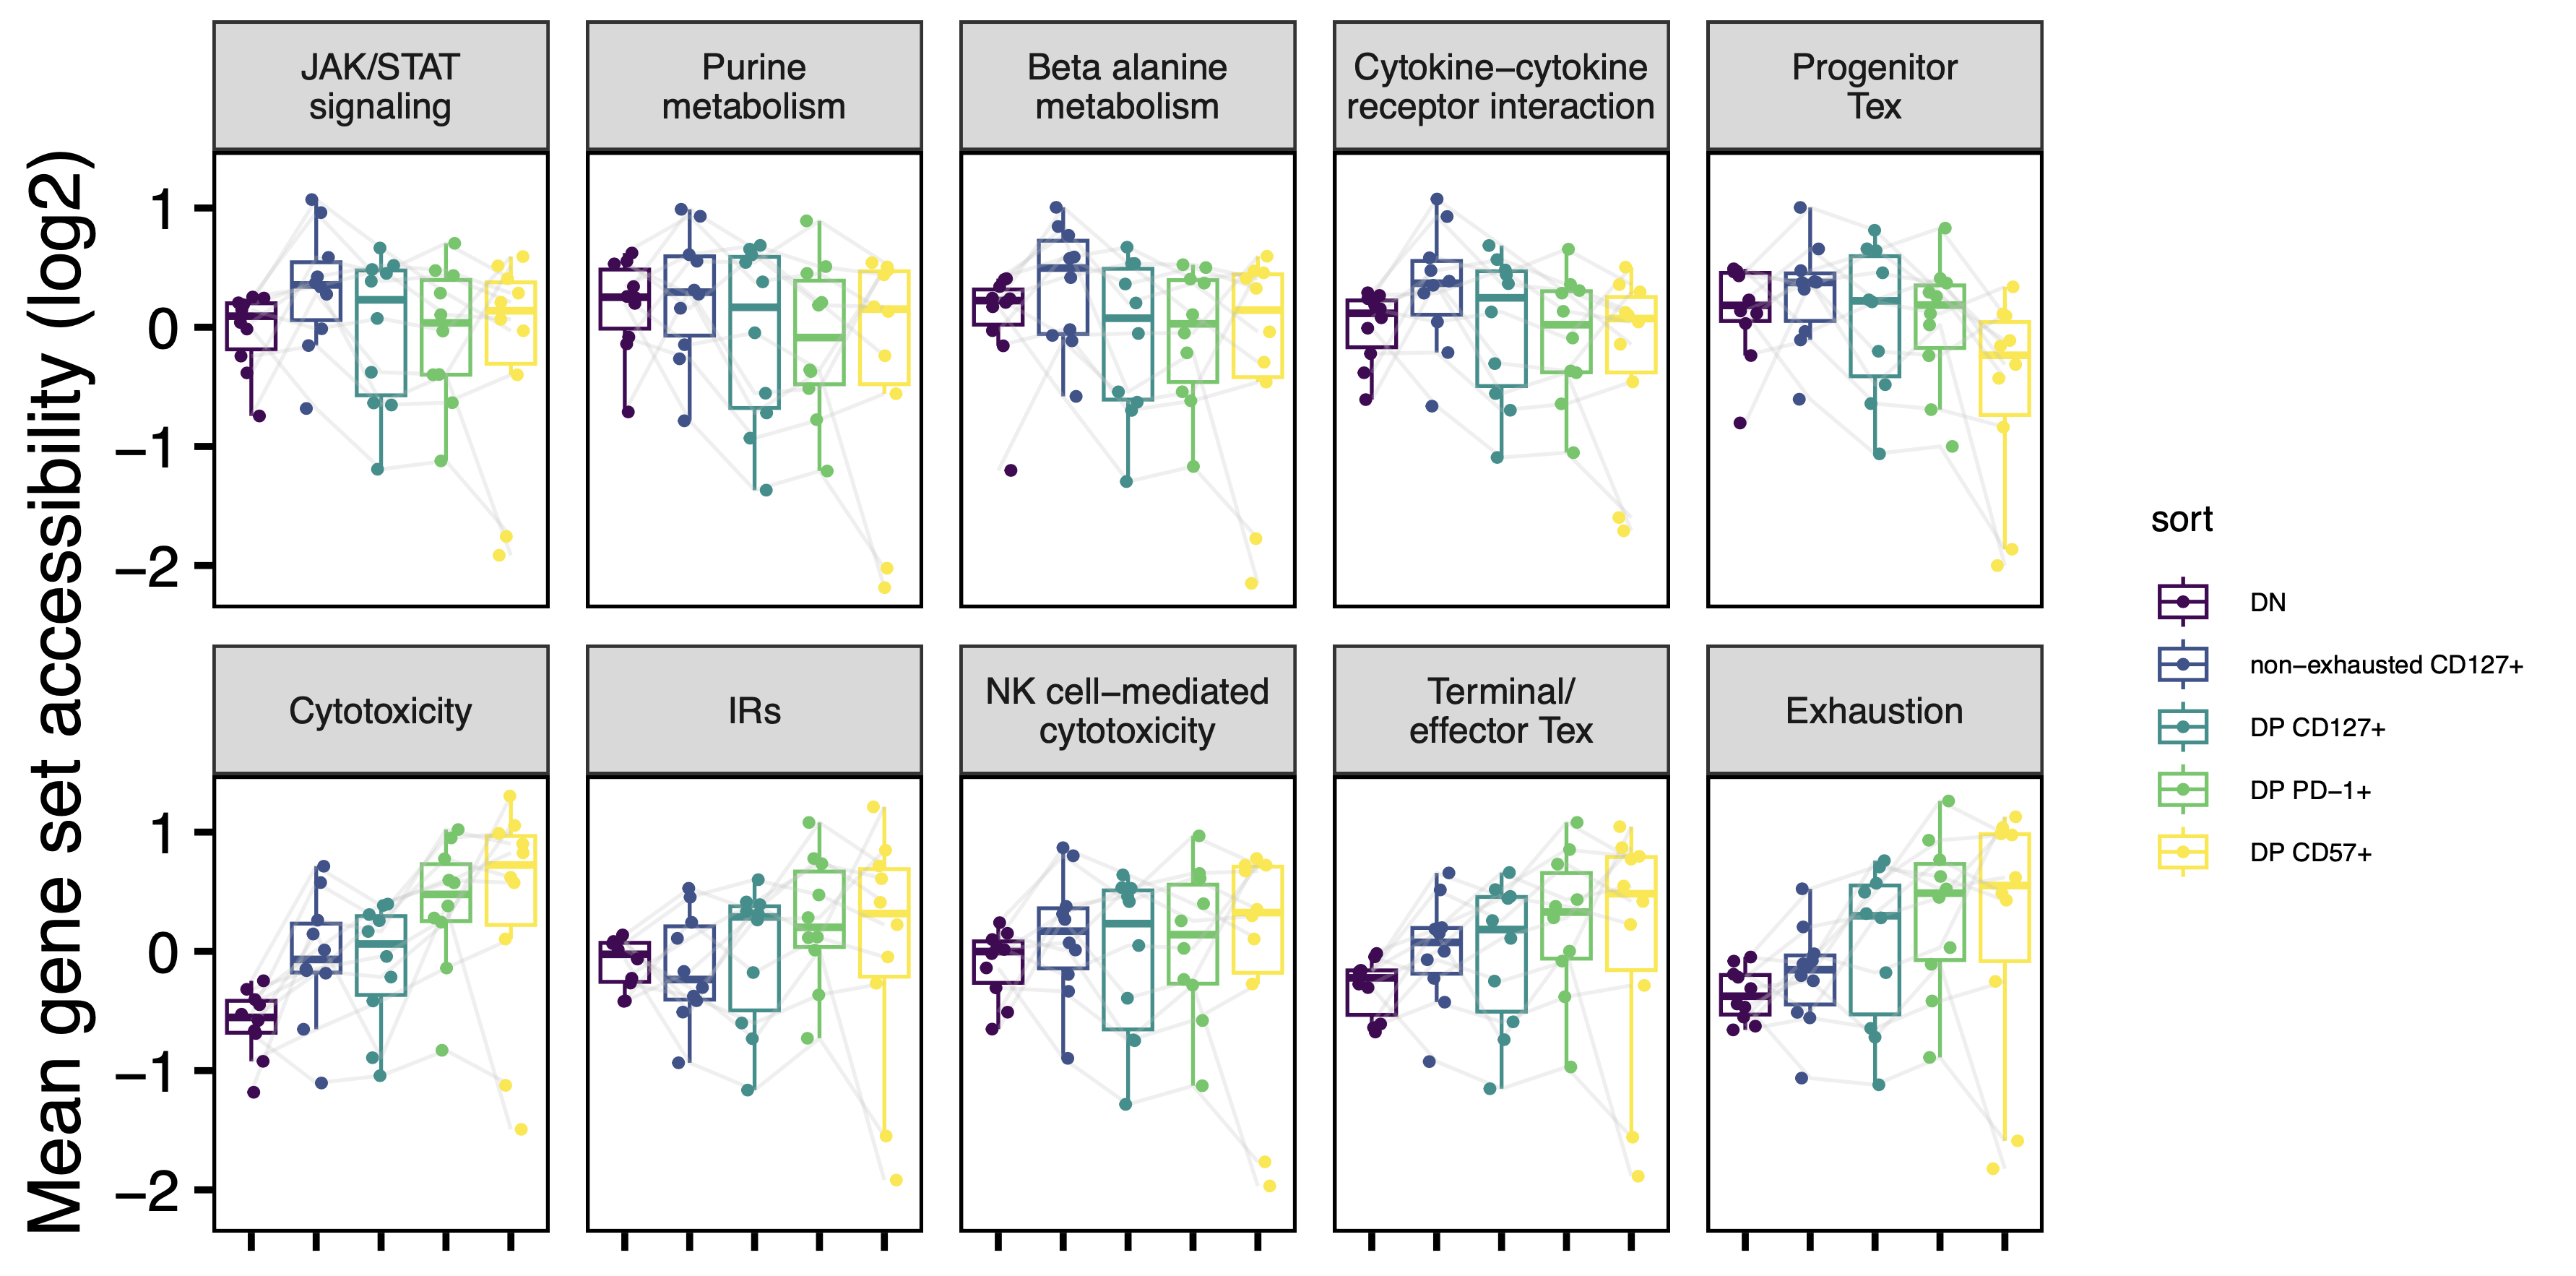 Mean gene set accessibility (log2)
JAK/STAT
signaling
Purine
metabolism
Beta alanine
metabolism
Cytokine–cytokine
receptor interaction
Progenitor
Tex
1
0
−1
−2
Cytotoxicity
IRs
NK cell–mediated
cytotoxicity
Terminal/
effector Tex
Exhaustion
1
0
−1
−2
sort
DN
non−exhausted CD127+
DP CD127+
DP PD−1+
DP CD57+